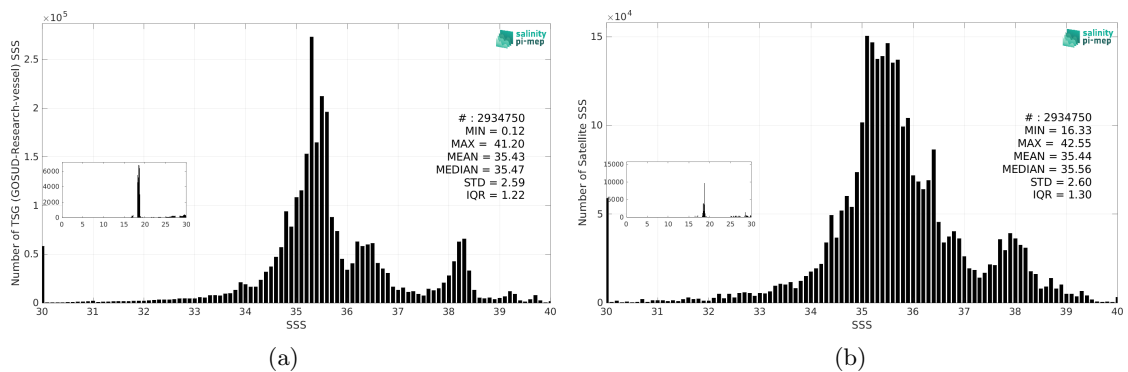 ×10⁵
salinity
pi-mep
# : 2934750
MIN = 0.12
MAX = 41.20
MEAN = 35.43
MEDIAN = 35.47
STD = 2.59
IQR = 1.22
Number of TSG (GOSUD-Research-vessel) SSS
2.5
2
1.5
1
0.5
0
6000
4000
2000
0
0 5 10 15 20 25 30
30 31 32 33 34 35 36 37 38 39 40
SSS
(a)
×10⁴
salinity
pi-mep
# : 2934750
MIN = 16.33
MAX = 42.55
MEAN = 35.44
MEDIAN = 35.56
STD = 2.60
IQR = 1.30
Number of Satellite SSS
15
10
5
0
15000
10000
5000
0
0 5 10 15 20 25 30
30 31 32 33 34 35 36 37 38 39 40
SSS
(b)